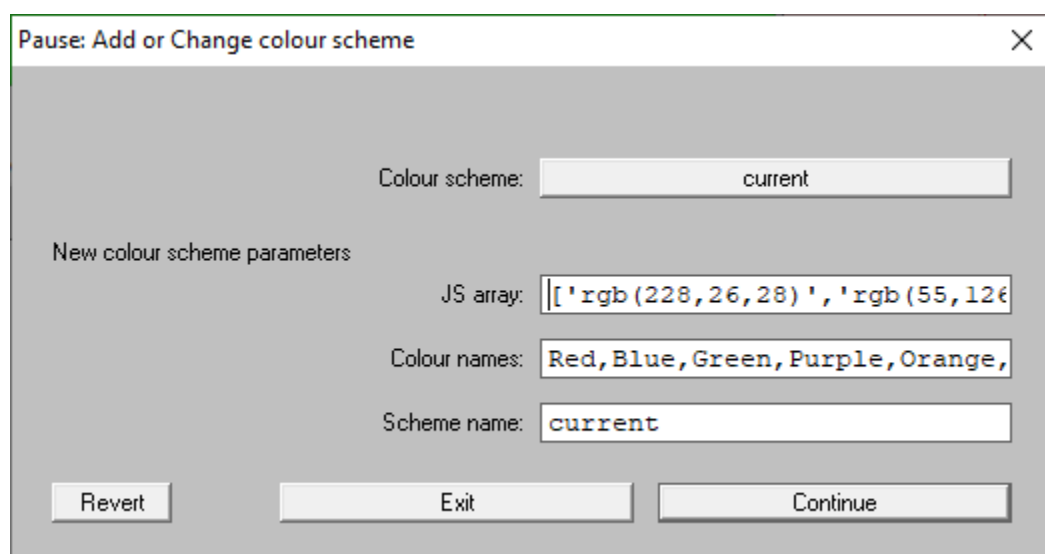 Pause: Add or Change colour scheme
Colour scheme: current
New colour scheme parameters
JS array: ['rgb(228,26,28)','rgb(55,126
Colour names: Red,Blue,Green,Purple,Orange,
Scheme name: current
Revert Exit Continue